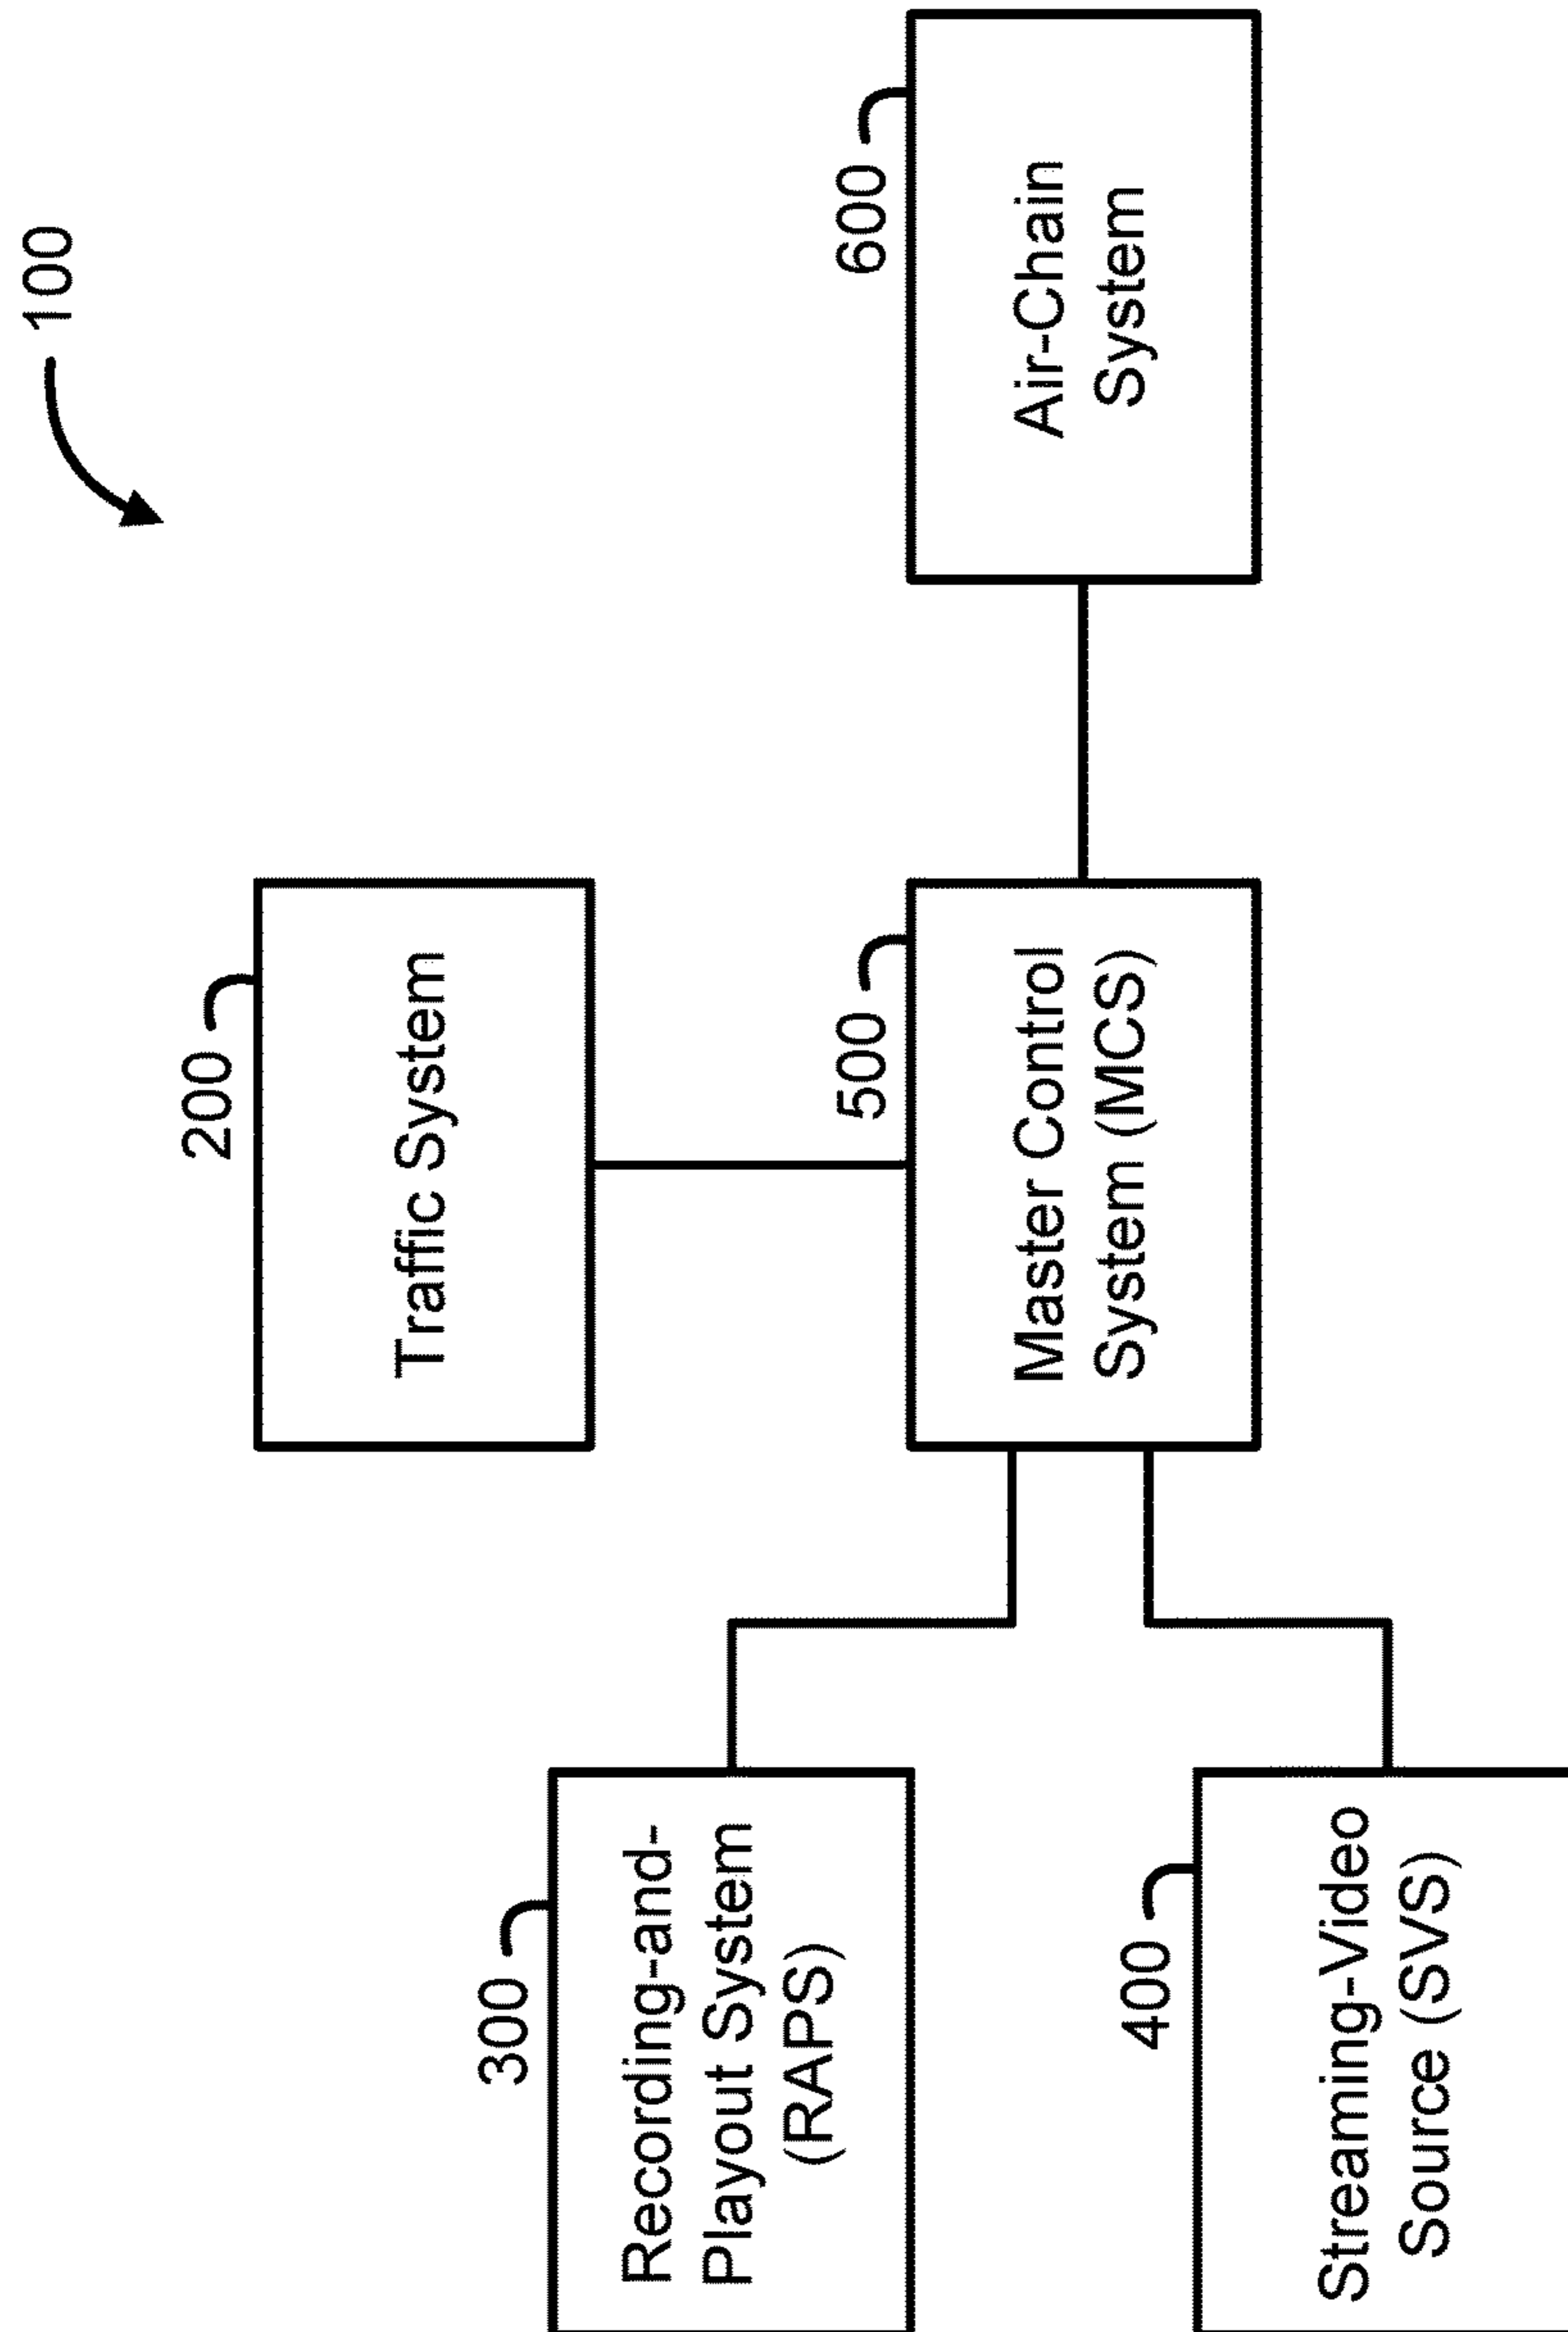 100
200
Traffic System
300
Recording-and-
Playout System
(RAPS)
500
Master Control
System (MCS)
600
Air-Chain
System
400
Streaming-Video
Source (SVS)